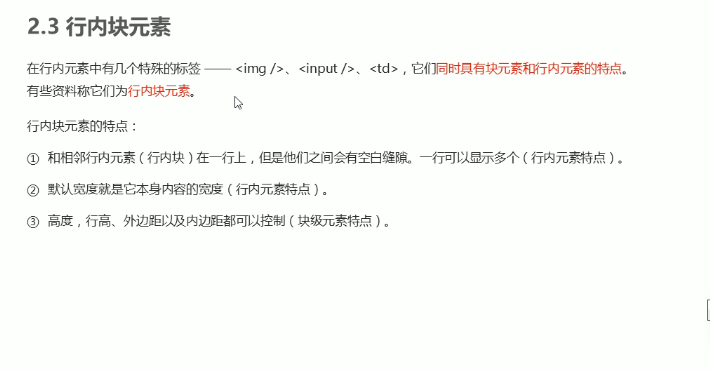 2.3 行内块元素
在行内元素中有几个特殊的标签 —— <img />、<input />、<td>，它们同时具有块元素和行内元素的特点。
有些资料称它们为行内块元素。
行内块元素的特点：
① 和相邻行内元素（行内块）在一行上，但是他们之间会有空白缝隙。一行可以显示多个（行内元素特点）。
② 默认宽度就是它本身内容的宽度（行内元素特点）。
③ 高度，行高、外边距以及内边距都可以控制（块级元素特点）。